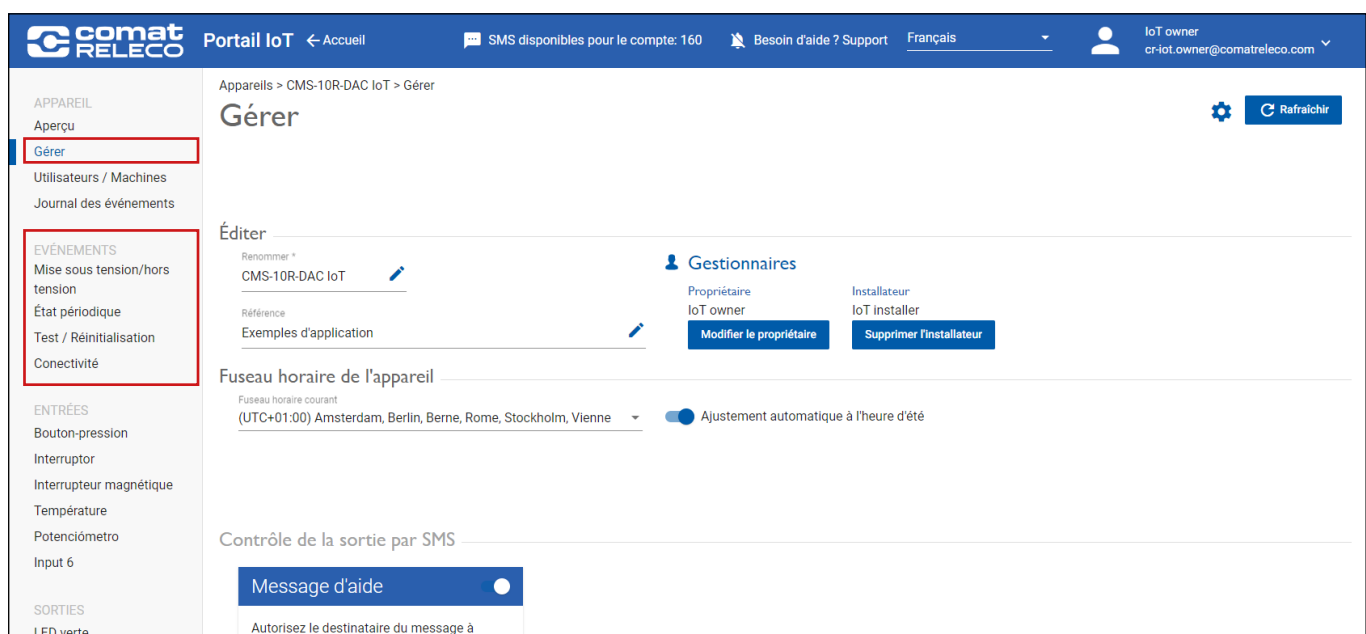 comat RELECO Portail IoT ← Accueil SMS disponibles pour le compte: 160 Besoin d'aide ? Support Français IoT owner
cr-iot.owner@comatreleco.com
APPAREIL
Aperçu
Gérer
Utilisateurs / Machines
Journal des événements
EVÉNEMENTS
Mise sous tension/hors
tension
État périodique
Test / Réinitialisation
Conectivité
ENTRÉES
Bouton-pression
Interruptor
Interrupteur magnétique
Température
Potenciómetro
Input 6
SORTIES
LED verte
Appareils > CMS-10R-DAC IoT > Gérer
Gérer
Rafraîchir
Éditer
Renommer *
CMS-10R-DAC IoT
Référence
Exemples d'application
Gestionnaires
Propriétaire
IoT owner
Modifier le propriétaire
Installateur
IoT installer
Supprimer l'installateur
Fuseau horaire de l'appareil
Fuseau horaire courant
(UTC+01:00) Amsterdam, Berlin, Berne, Rome, Stockholm, Vienne
Ajustement automatique à l'heure d'été
Contrôle de la sortie par SMS
Message d'aide
Autorisez le destinataire du message à